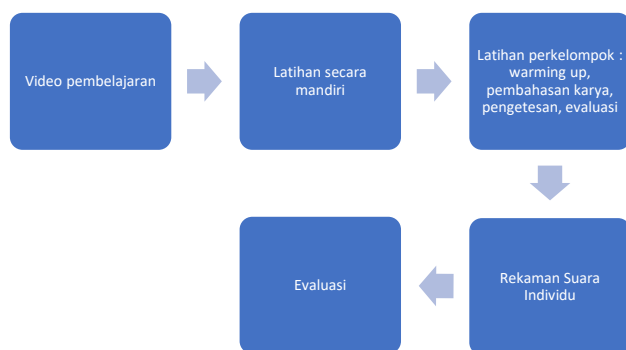 Video pembelajaran
Latihan secara
mandiri
Latihan perkelompok :
warming up,
pembahasan karya,
pengetesan, evaluasi
Rekaman Suara
Individu
Evaluasi